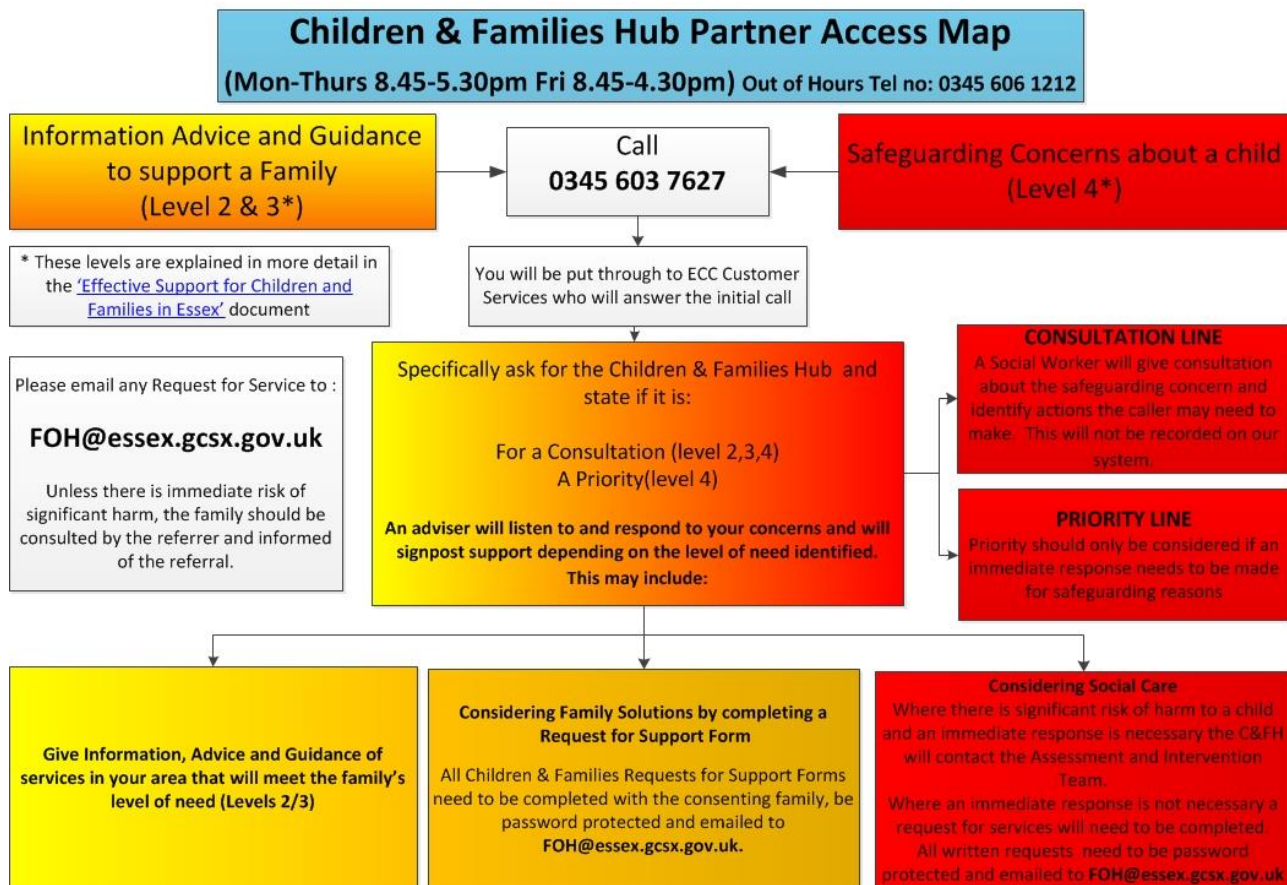 Children & Families Hub Partner Access Map
(Mon-Thurs 8.45-5.30pm Fri 8.45-4.30pm) Out of Hours Tel no: 0345 606 1212
Information Advice and Guidance
to support a Family
(Level 2 & 3*)
Call
0345 603 7627
Safeguarding Concerns about a child
(Level 4*)
* These levels are explained in more detail in
the ‘Effective Support for Children and
Families in Essex’ document
You will be put through to ECC Customer
Services who will answer the initial call
Please email any Request for Service to :
FOH@essex.gcsx.gov.uk
Unless there is immediate risk of
significant harm, the family should be
consulted by the referrer and informed
of the referral.
Specifically ask for the Children & Families Hub and
state if it is:
For a Consultation (level 2,3,4)
A Priority(level 4)
An adviser will listen to and respond to your concerns and will
signpost support depending on the level of need identified.
This may include:
CONSULTATION LINE
A Social Worker will give consultation
about the safeguarding concern and
identify actions the caller may need to
make. This will not be recorded on our
system.
PRIORITY LINE
Priority should only be considered if an
immediate response needs to be made
for safeguarding reasons
Give Information, Advice and Guidance of
services in your area that will meet the family’s
level of need (Levels 2/3)
Considering Family Solutions by completing a
Request for Support Form
All Children & Families Requests for Support Forms
need to be completed with the consenting family, be
password protected and emailed to
FOH@essex.gcsx.gov.uk.
Considering Social Care
Where there is significant risk of harm to a child
and an immediate response is necessary the C&FH
will contact the Assessment and Intervention
Team.
Where an immediate response is not necessary a
request for services will need to be completed.
All written requests need to be password
protected and emailed to FOH@essex.gcsx.gov.uk